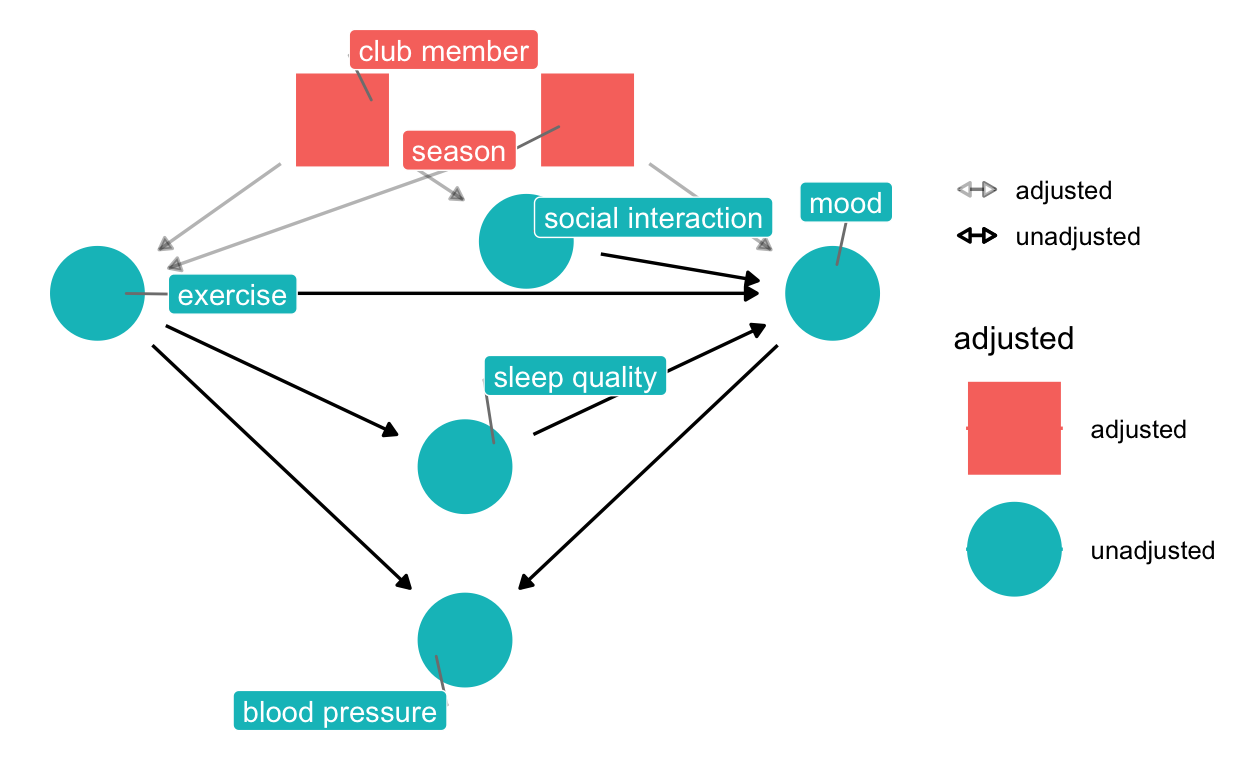 club member
season
social interaction
mood
exercise
sleep quality
blood pressure
adjusted
unadjusted
adjusted
adjusted
unadjusted